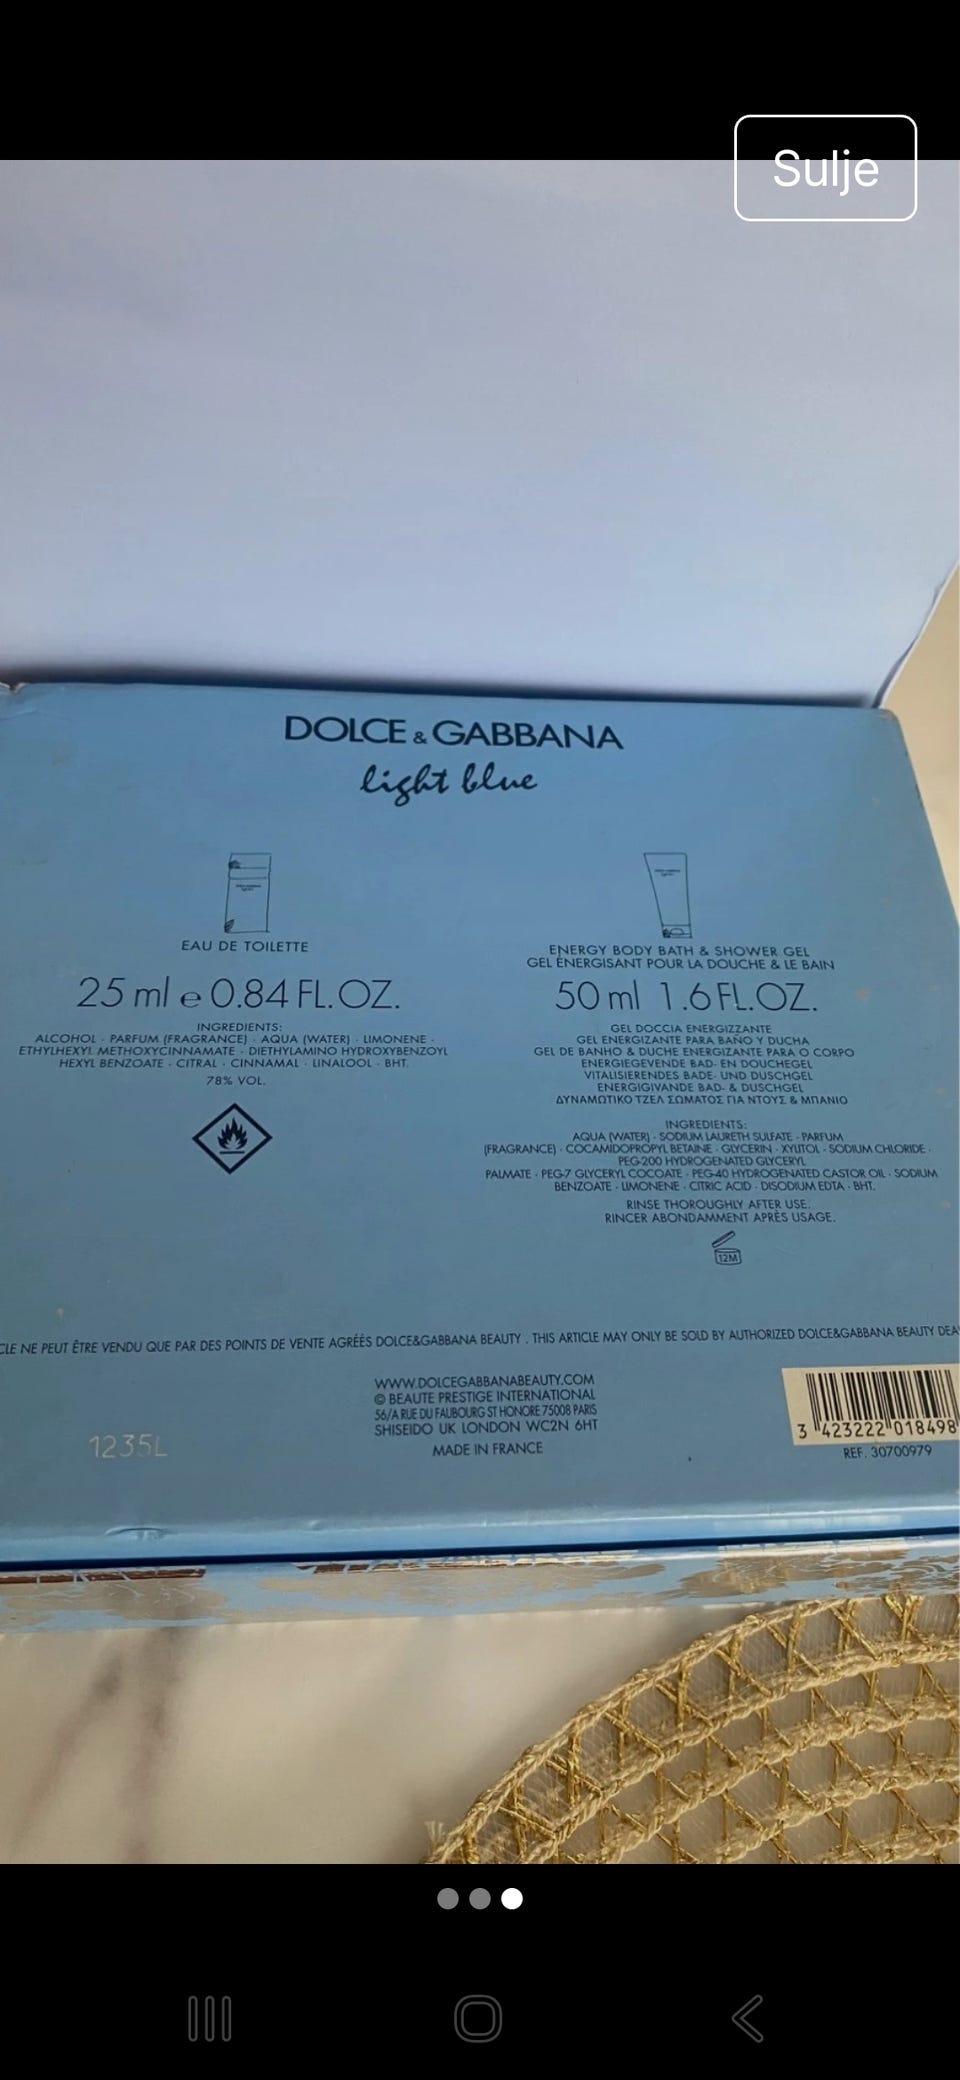 Sulje
DOLCE & GABBANA
light blue
EAU DE TOILETTE
25 ml e 0.84 FL. OZ.
INGREDIENTS:
ALCOHOL · PARFUM (FRAGRANCE) · AQUA (WATER) · LIMONENE ·
ETHYLHEXYL METHOXYCINNAMATE · DIETHYLAMINO HYDROXYBENZOYL
HEXYL BENZOATE · CITRAL · CINNAMAL · LINALOOL · BHT.
78% VOL.
ENERGY BODY BATH & SHOWER GEL
GEL ÉNERGISANT POUR LA DOUCHE & LE BAIN
50 ml 1.6 FL. OZ.
GEL DOCCIA ENERGIZZANTE
GEL ENERGIZANTE PARA BAÑO Y DUCHA
GEL DE BANHO & DUCHE ENERGIZANTE PARA O CORPO
ENERGIEGEVENDE BAD- EN DOUCHEGEL
VITALISIERENDES BADE- UND DUSCHGEL
ENERGIGIVANDE BAD- & DUSCHGEL
ΔΥΝΑΜΩΤΙΚΟ ΤΖΕΛ ΣΩΜΑΤΟΣ ΓΙΑ ΝΤΟΥΣ & ΜΠΑΝΙΟ
INGREDIENTS:
AQUA (WATER) · SODIUM LAURETH SULFATE · PARFUM
(FRAGRANCE) · COCAMIDOPROPYL BETAINE · GLYCERIN · XYLITOL · SODIUM CHLORIDE ·
PEG-200 HYDROGENATED GLYCERYL
PALMATE · PEG-7 GLYCERYL COCOATE · PEG-40 HYDROGENATED CASTOR OIL · SODIUM
BENZOATE · LIMONENE · CITRIC ACID · DISODIUM EDTA · BHT.
RINSE THOROUGHLY AFTER USE.
RINCER ABONDAMMENT APRÈS USAGE.
12M
CLE NE PEUT ÊTRE VENDU QUE PAR DES POINTS DE VENTE AGRÉÉS DOLCE&GABBANA BEAUTY . THIS ARTICLE MAY ONLY BE SOLD BY AUTHORIZED DOLCE&GABBANA BEAUTY DEA
WWW.DOLCEGABBANABEAUTY.COM
© BEAUTE PRESTIGE INTERNATIONAL
56/A RUE DU FAUBOURG ST HONORE 75008 PARIS
SHISEIDO UK LONDON WC2N 6HT
MADE IN FRANCE
1235L
3 423222 018498
REF. 30700979